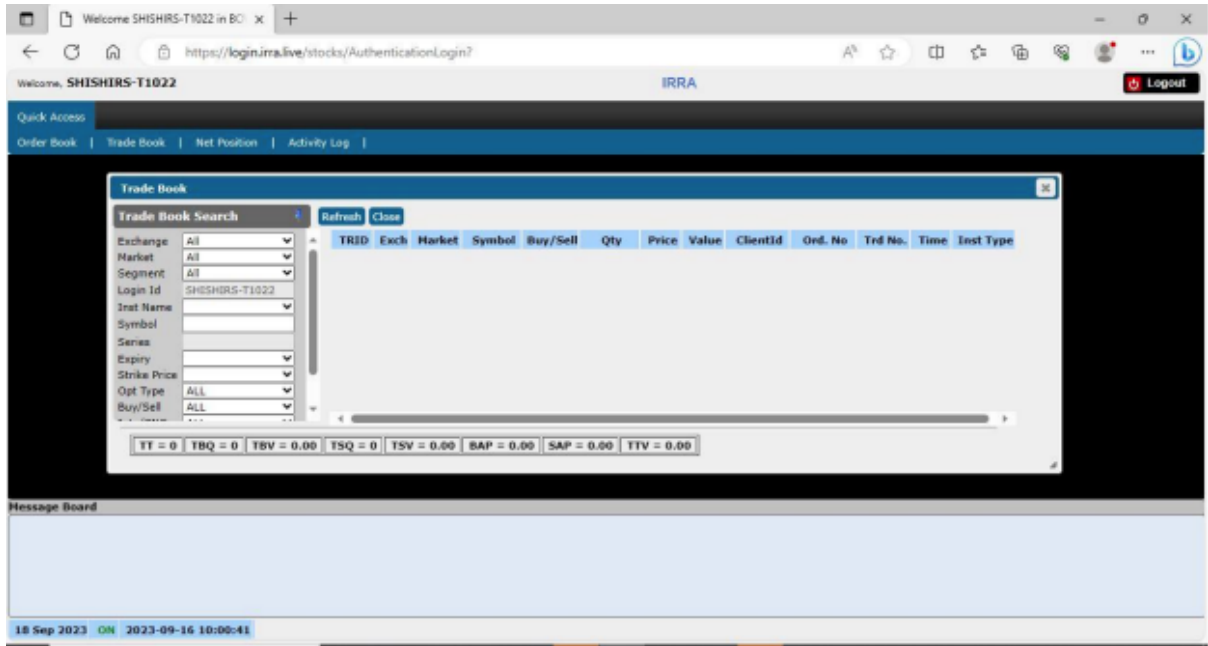 Welcome SHISHIRS-T1022 in BO
https://login.irra.live/stocks/AuthenticationLogin?
Welcome, SHISHIRS-T1022 IRRA Logout
Quick Access
Order Book | Trade Book | Net Position | Activity Log |
Trade Book
Trade Book Search Refresh Close
TRID Exch Market Symbol Buy/Sell Qty Price Value ClientId Ord. No Trd No. Time Inst Type
Exchange All
Market All
Segment All
Login Id SHISHIRS-T1022
Inst Name
Symbol
Series
Expiry
Strike Price
Opt Type ALL
Buy/Sell ALL
TT = 0 TBQ = 0 TBV = 0.00 TSQ = 0 TSV = 0.00 BAP = 0.00 SAP = 0.00 TTV = 0.00
Message Board
18 Sep 2023 ON 2023-09-16 10:00:41